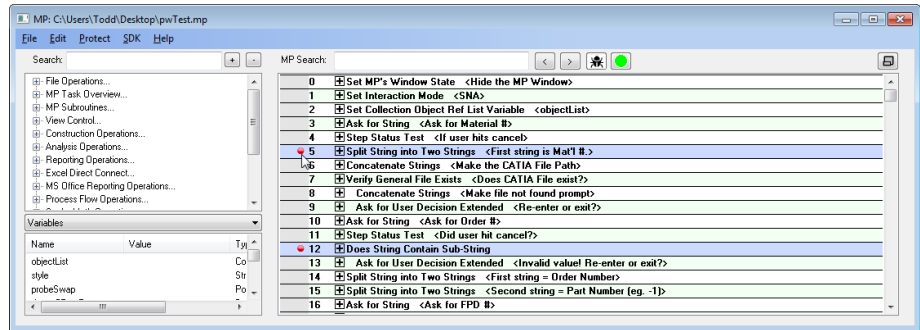 MP: C:\Users\Todd\Desktop\pwTest.mp
File Edit Protect SDK Help
Search: + -
MP Search: < >
File Operations...
MP Task Overview...
MP Subroutines...
View Control...
Construction Operations...
Analysis Operations...
Reporting Operations...
Excel Direct Connect...
MS Office Reporting Operations...
Process Flow Operations...
Variables
Name Value Ty
objectList Co
style Str
probeSwap Po
0 Set MP's Window State <Hide the MP Window>
1 Set Interaction Mode <SNA>
2 Set Collection Object Ref List Variable <objectList>
3 Ask for String <Ask for Material #>
4 Step Status Test <If user hits cancel>
5 Split String into Two Strings <First string is Mat'l #.>
6 Concatenate Strings <Make the CATIA File Path>
7 Verify General File Exists <Does CATIA File exist?>
8 Concatenate Strings <Make file not found prompt>
9 Ask for User Decision Extended <Re-enter or exit?>
10 Ask for String <Ask for Order #>
11 Step Status Test <Did user hit cancel?>
12 Does String Contain Sub-String
13 Ask for User Decision Extended <Invalid value! Re-enter or exit?>
14 Split String into Two Strings <First string = Order Number>
15 Split String into Two Strings <Second string = Part Number (eg. -1)>
16 Ask for String <Ask for FPD #>